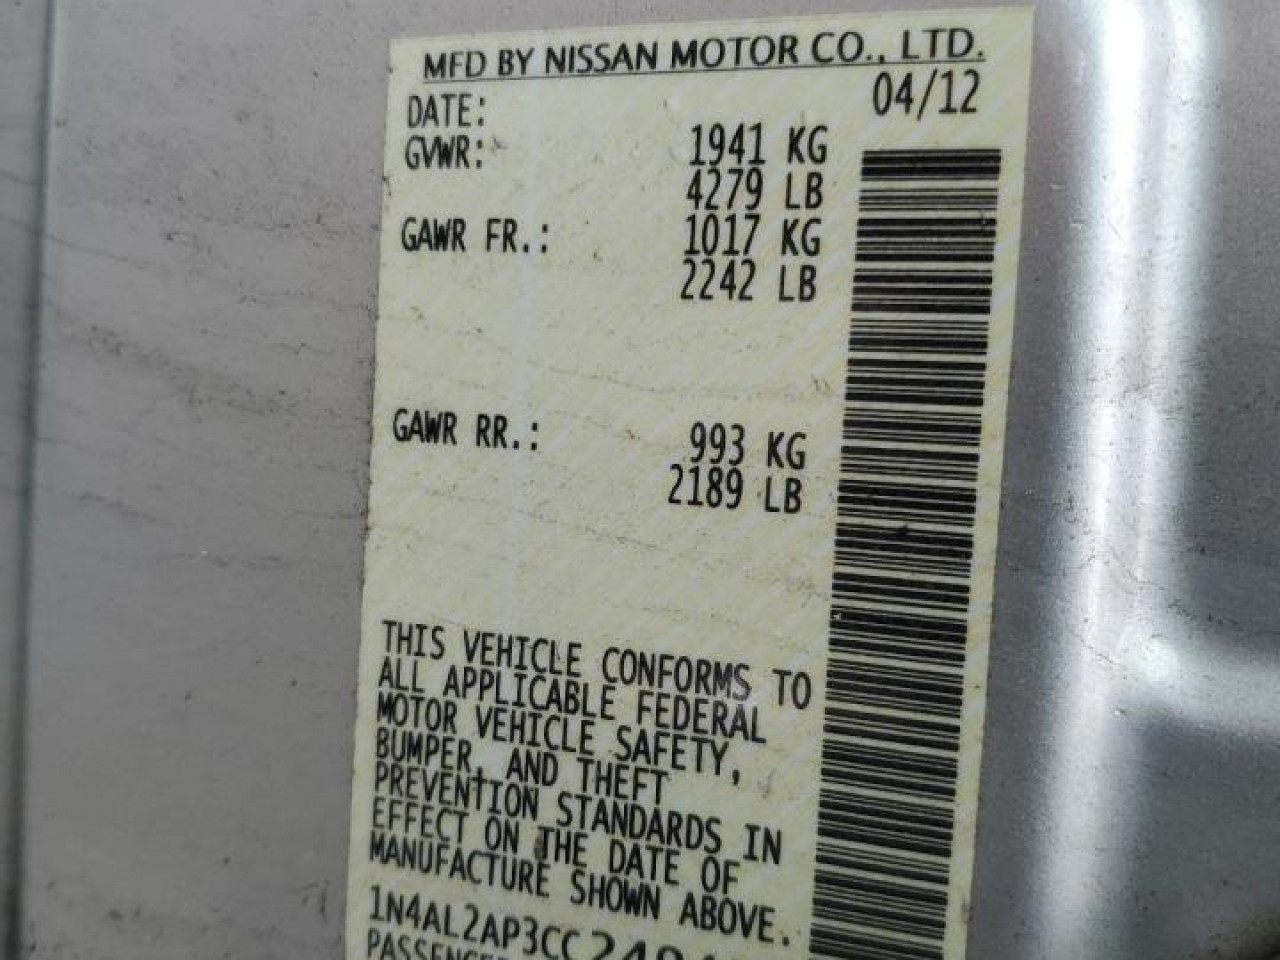 MFD BY NISSAN MOTOR CO., LTD.
DATE: 04/12
GVWR: 1941 KG
4279 LB
GAWR FR.: 1017 KG
2242 LB
GAWR RR.: 993 KG
2189 LB
THIS VEHICLE CONFORMS TO
ALL APPLICABLE FEDERAL
MOTOR VEHICLE SAFETY,
BUMPER, AND THEFT
PREVENTION STANDARDS IN
EFFECT ON THE DATE OF
MANUFACTURE SHOWN ABOVE.